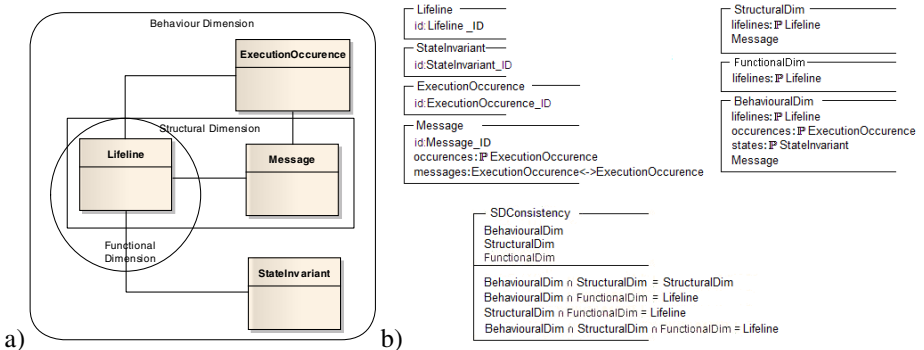 Behaviour Dimension
ExecutionOccurence
Structural Dimension
Lifeline
Message
Functional
Dimension
StateInvariant
a)
Lifeline
id:Lifeline _ID
StateInvariant
id:StateInvariant_ID
ExecutionOccurence
id:ExecutionOccurence_ID
Message
id:Message_ID
occurences:ℙ ExecutionOccurence
messages:ExecutionOccurence<->ExecutionOccurence
StructuralDim
lifelines:ℙ Lifeline
Message
FunctionalDim
lifelines:ℙ Lifeline
BehaviouralDim
lifelines:ℙ Lifeline
occurences:ℙ ExecutionOccurence
states:ℙ StateInvariant
Message
SDConsistency
BehaviouralDim
StructuralDim
FunctionalDim
BehaviouralDim ∩ StructuralDim = StructuralDim
BehaviouralDim ∩ FunctionalDim = Lifeline
StructuralDim ∩ FunctionalDim = Lifeline
BehaviouralDim ∩ StructuralDim ∩ FunctionalDim = Lifeline
b)